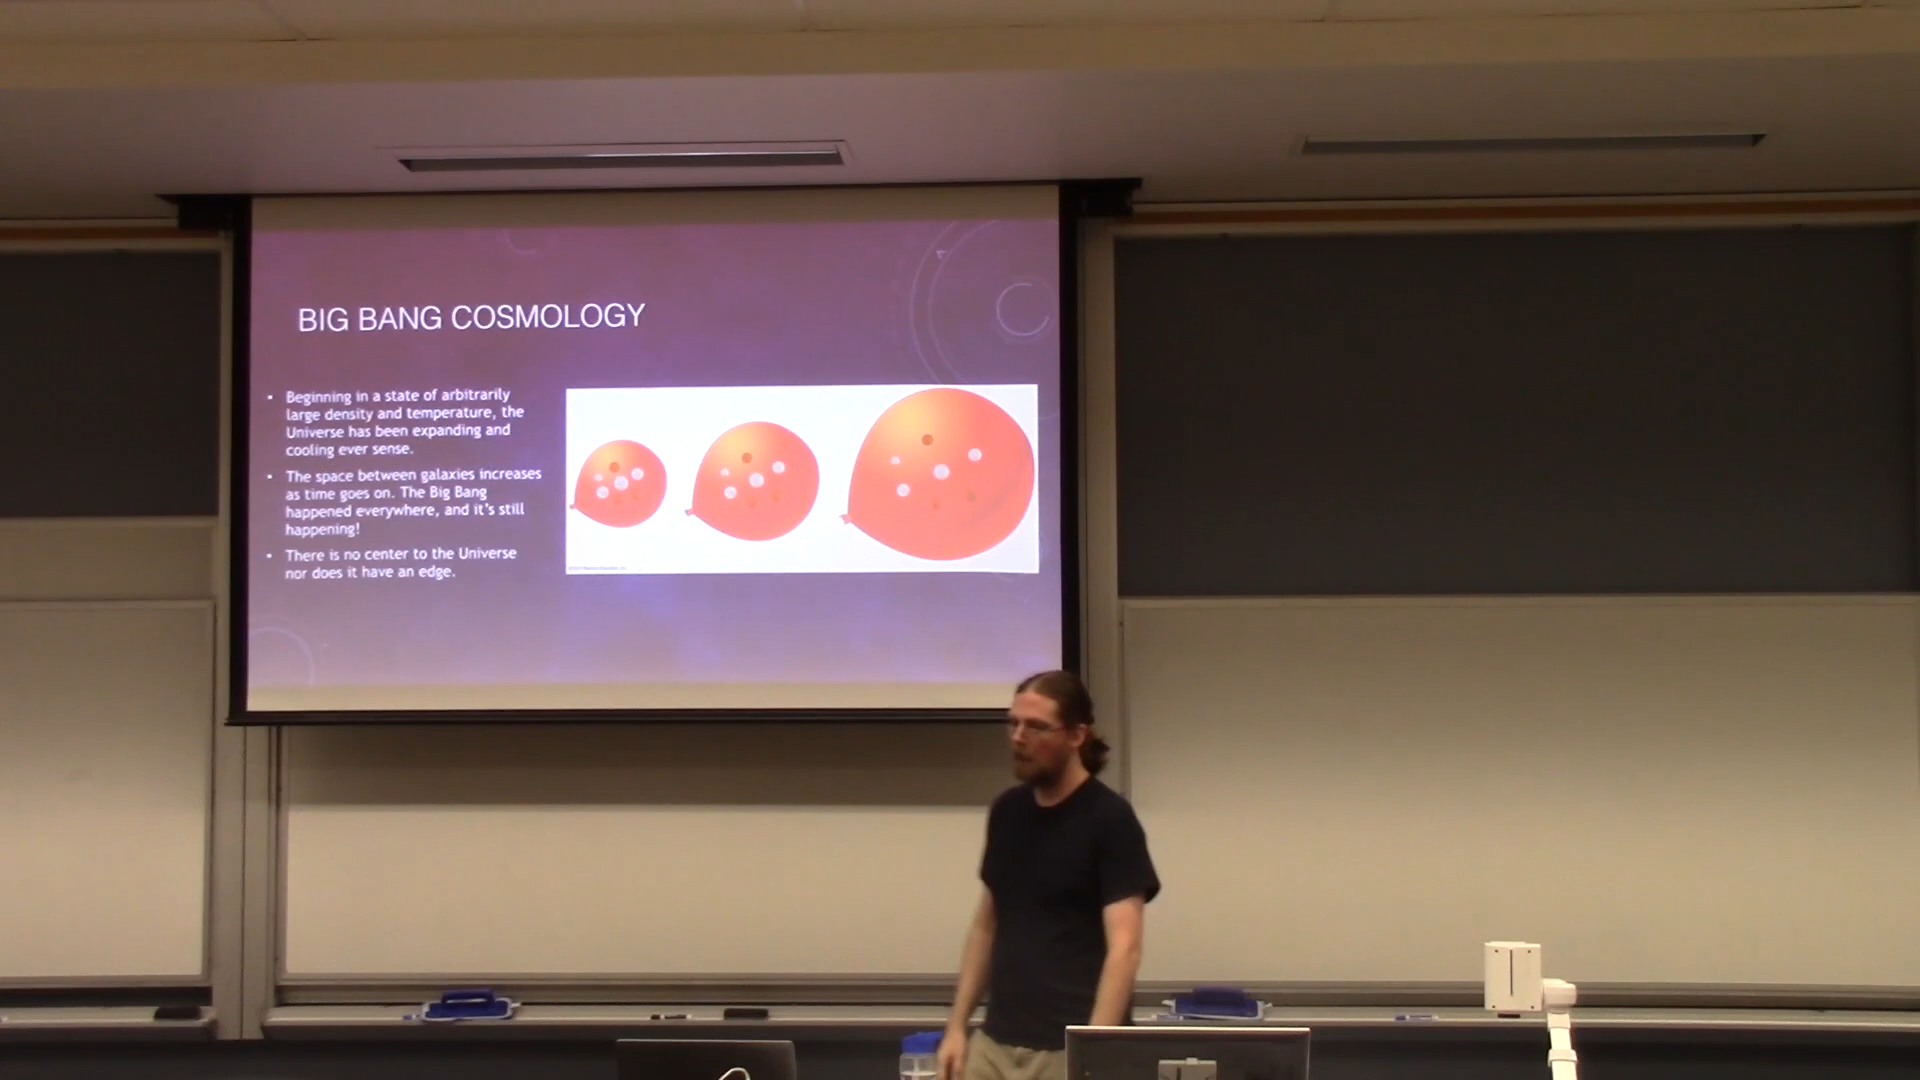 BIG BANG COSMOLOGY
• Beginning in a state of arbitrarily
large density and temperature, the
Universe has been expanding and
cooling ever sense.
• The space between galaxies increases
as time goes on. The Big Bang
happened everywhere, and it's still
happening!
• There is no center to the Universe
nor does it have an edge.